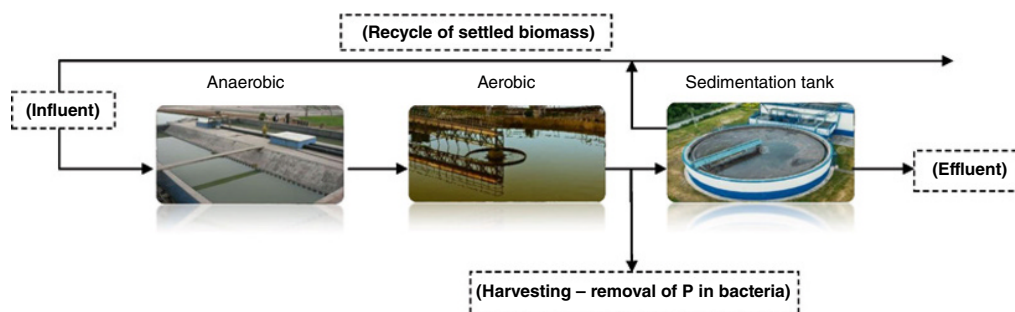 (Recycle of settled biomass)
Anaerobic
Aerobic
Sedimentation tank
(Influent)
(Effluent)
(Harvesting – removal of P in bacteria)